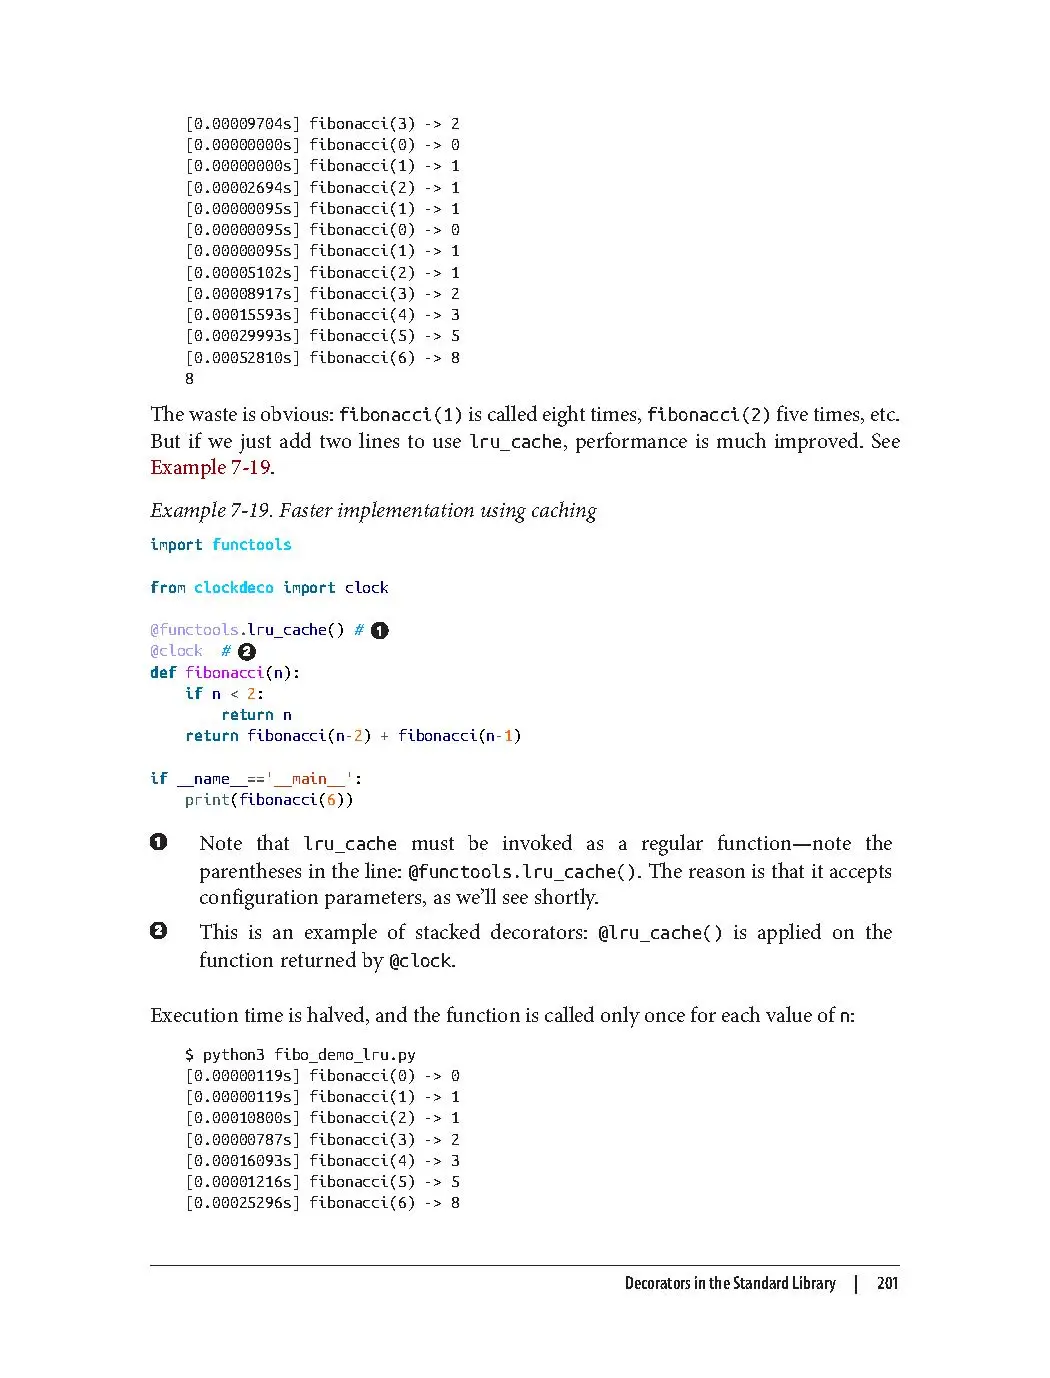 [0.00009704s] fibonacci(3) -> 2
[0.00000000s] fibonacci(0) -> 0
[0.00000000s] fibonacci(1) -> 1
[0.00002694s] fibonacci(2) -> 1
[0.00000095s] fibonacci(1) -> 1
[0.00000095s] fibonacci(0) -> 0
[0.00000095s] fibonacci(1) -> 1
[0.00005102s] fibonacci(2) -> 1
[0.00008917s] fibonacci(3) -> 2
[0.00015593s] fibonacci(4) -> 3
[0.00029993s] fibonacci(5) -> 5
[0.00052810s] fibonacci(6) -> 8
8
The waste is obvious: fibonacci(1) is called eight times, fibonacci(2) five times, etc.
But if we just add two lines to use lru_cache, performance is much improved. See
Example 7-19.
Example 7-19. Faster implementation using caching
import functools
from clockdeco import clock
@functools.lru_cache() # ❶
@clock  # ❷
def fibonacci(n):
    if n < 2:
        return n
    return fibonacci(n-2) + fibonacci(n-1)
if __name__=='__main__':
    print(fibonacci(6))
❶ Note that lru_cache must be invoked as a regular function—note the
parentheses in the line: @functools.lru_cache(). The reason is that it accepts
configuration parameters, as we’ll see shortly.
❷ This is an example of stacked decorators: @lru_cache() is applied on the
function returned by @clock.
Execution time is halved, and the function is called only once for each value of n:
$ python3 fibo_demo_lru.py
[0.00000119s] fibonacci(0) -> 0
[0.00000119s] fibonacci(1) -> 1
[0.00010800s] fibonacci(2) -> 1
[0.00000787s] fibonacci(3) -> 2
[0.00016093s] fibonacci(4) -> 3
[0.00001216s] fibonacci(5) -> 5
[0.00025296s] fibonacci(6) -> 8
Decorators in the Standard Library | 201